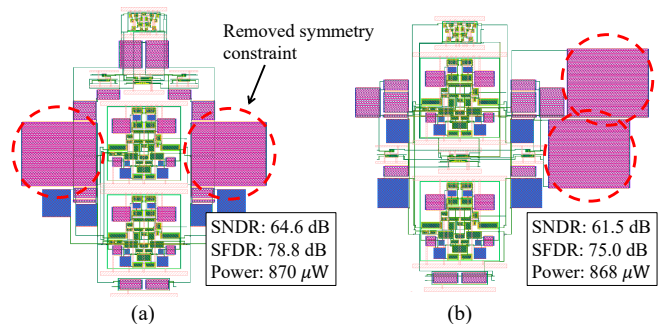 Removed symmetry
constraint
SNDR: 64.6 dB
SFDR: 78.8 dB
Power: 870 μW
SNDR: 61.5 dB
SFDR: 75.0 dB
Power: 868 μW
(a)
(b)